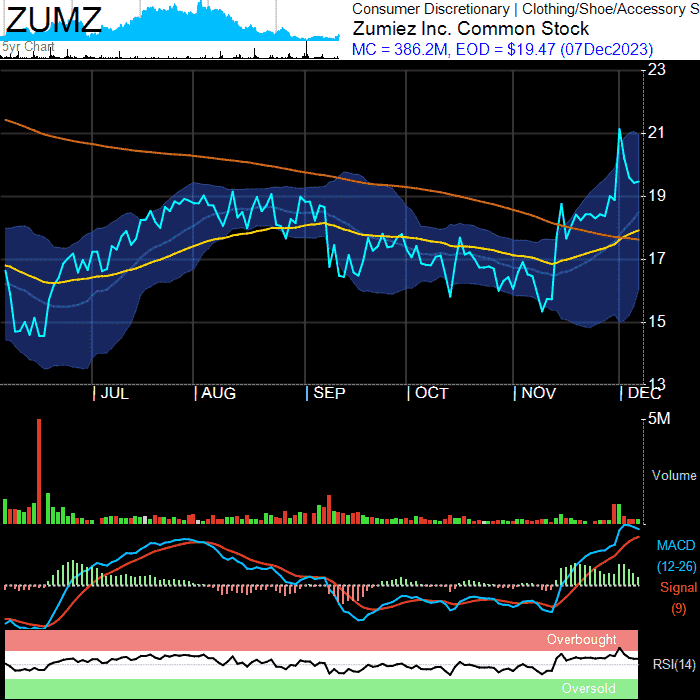 ZUMZ
5yr Chart
Consumer Discretionary | Clothing/Shoe/Accessory S
Zumiez Inc. Common Stock
MC = 386.2M, EOD = $19.47 (07Dec2023)
23
21
19
17
15
13
| JUL | AUG | SEP | OCT | NOV | DEC
5M
Volume
MACD
(12-26)
Signal
(9)
Overbought
RSI(14)
Oversold